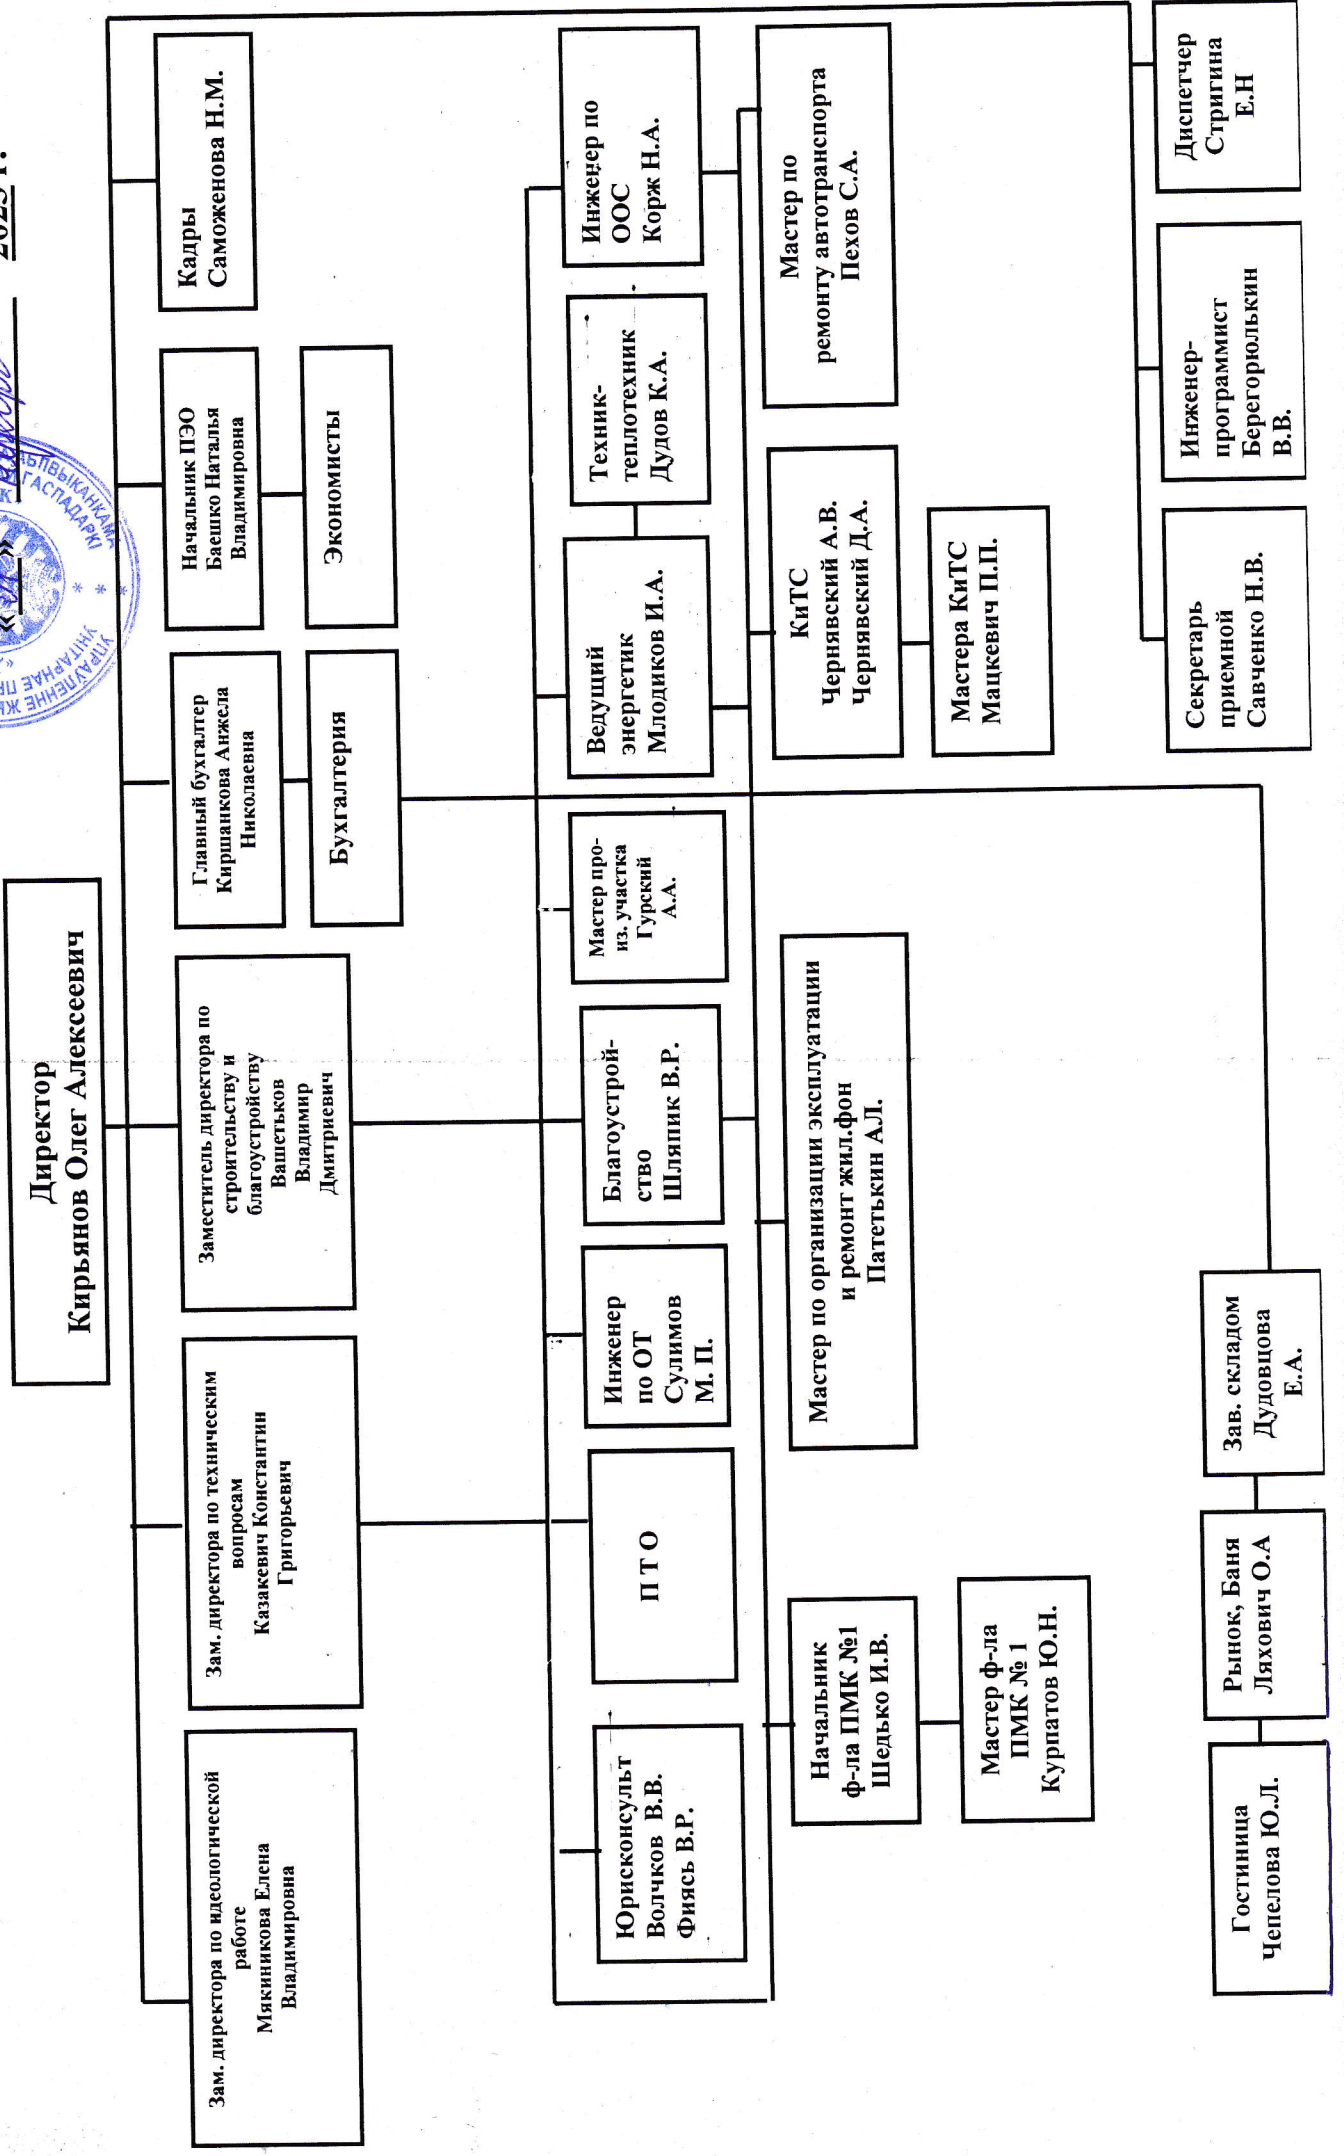 2023 г.
« »
Директор
Кирьянов Олег Алексеевич
Зам. директора по идеологической
работе
Мякиникова Елена
Владимировна
Зам. директора по техническим
вопросам
Казакевич Константин
Григорьевич
Заместитель директора по
строительству и
благоустройству
Вашетьков
Владимир
Дмитриевич
Главный бухгалтер
Киршанкова Анжела
Николаевна
Начальник ПЭО
Баешко Наталья
Владимировна
Кадры
Саможенова Н.М.
Бухгалтерия
Экономисты
Юрисконсульт
Волчков В.В.
Фиясь В.Р.
П Т О
Инженер
по ОТ
Сулимов
М. П.
Благоустрой-
ство
Шляпик В.Р.
Мастер про-
из. участка
Гурский
А.А.
Ведущий
энергетик
Млодиков И.А.
Техник-
теплотехник
Дудов К.А.
Инженер по
ООС
Корж Н.А.
Начальник
ф-ла ПМК №1
Шедько И.В.
Мастер по организации эксплуатации
и ремонт жил.фон
Патетькин АЛ.
КиТС
Чернявский А.В.
Чернявский Д.А.
Мастер по
ремонту автотранспорта
Пехов С.А.
Мастер ф-ла
ПМК № 1
Курпатов Ю.Н.
Мастера КиТС
Мацкевич П.П.
Гостиница
Чепелова Ю.Л.
Рынок, Баня
Ляхович О.А
Зав. складом
Дудовцова
Е.А.
Секретарь
приемной
Савченко Н.В.
Инженер-
программист
Берегорюлькин
В.В.
Диспетчер
Стригина
Е.Н